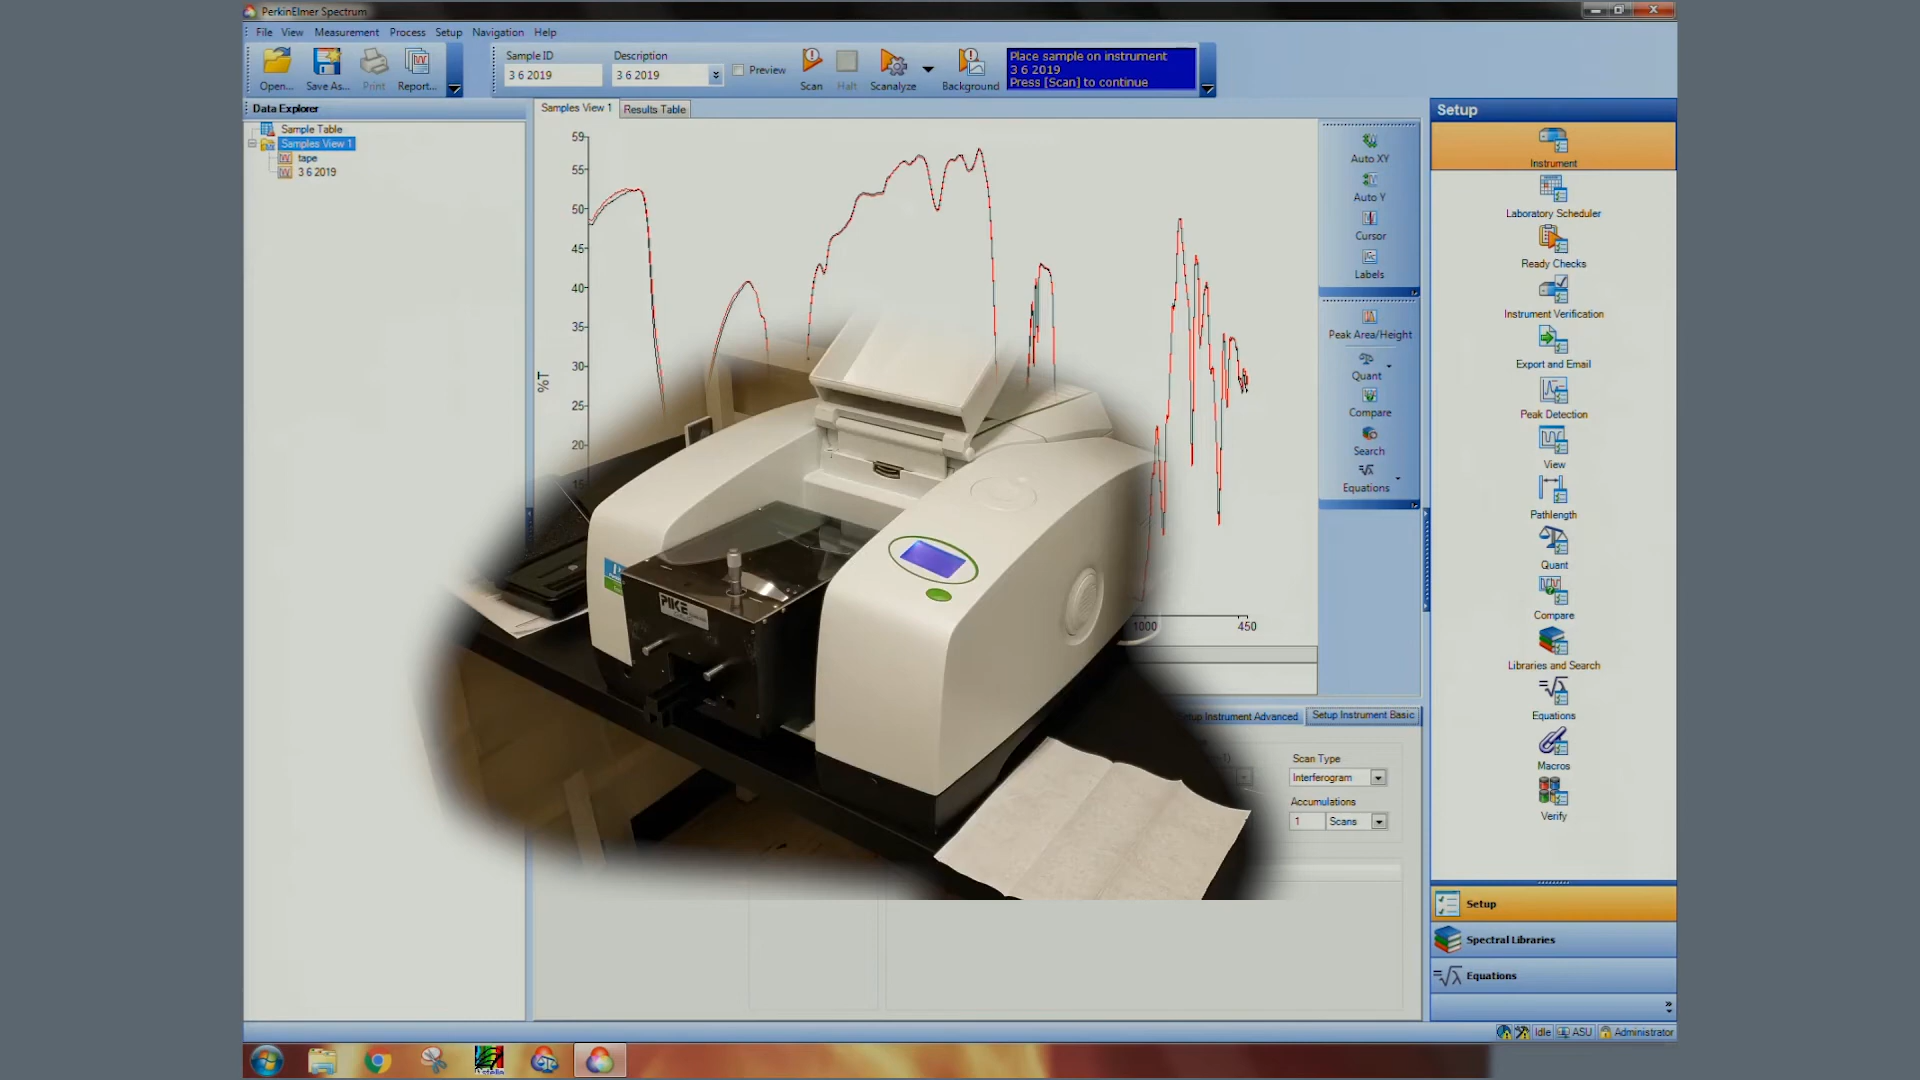 PerkinElmer Spectrum
File View Measurement Process Setup Navigation Help
Open... Save As... Print Report...
Sample ID
3 6 2019
Description
3 6 2019
Preview
Scan Halt Scanalyze Background
Place sample on instrument
3 6 2019
Press [Scan] to continue
Data Explorer
Sample Table
Samples View 1
tape
3 6 2019
Samples View 1 Results Table
59
55
50
45
40
35
30
25
20
15
%T
1000 450
PIKE
Auto XY
Auto Y
Cursor
Labels
Peak Area/Height
Quant
Compare
Search
Equations
Setup Instrument Advanced Setup Instrument Basic
Scan Type
Interferogram
Accumulations
1 Scans
Setup
Instrument
Laboratory Scheduler
Ready Checks
Instrument Verification
Export and Email
Peak Detection
View
Pathlength
Quant
Compare
Libraries and Search
Equations
Macros
Verify
Setup
Spectral Libraries
Equations
Idle ASU Administrator